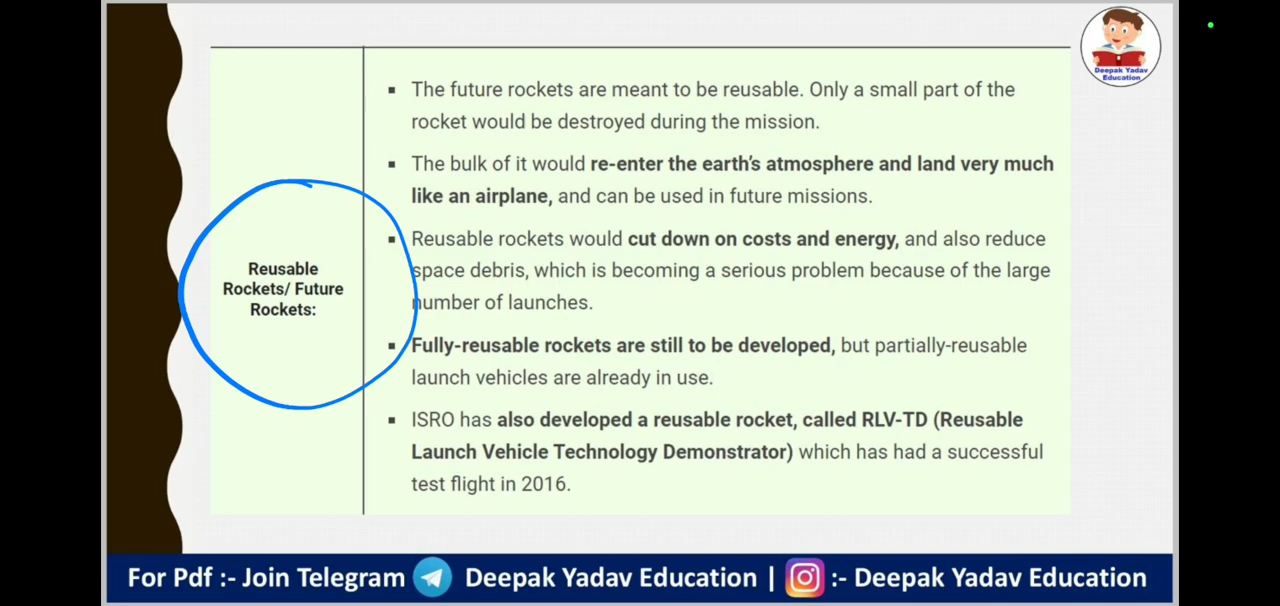 Deepak Yadav
Education
The future rockets are meant to be reusable. Only a small part of the
rocket would be destroyed during the mission.
The bulk of it would re-enter the earth's atmosphere and land very much
like an airplane, and can be used in future missions.
Reusable
Rockets/ Future
Rockets:
Reusable rockets would cut down on costs and energy, and also reduce
space debris, which is becoming a serious problem because of the large
number of launches.
Fully-reusable rockets are still to be developed, but partially-reusable
launch vehicles are already in use.
ISRO has also developed a reusable rocket, called RLV-TD (Reusable
Launch Vehicle Technology Demonstrator) which has had a successful
test flight in 2016.
For Pdf :- Join Telegram Deepak Yadav Education | :- Deepak Yadav Education